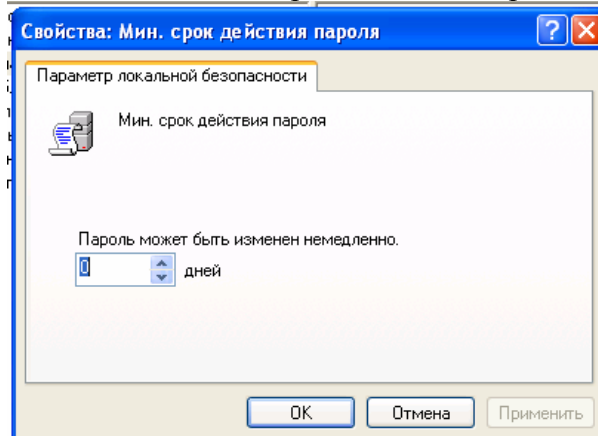 Свойства: Мин. срок действия пароля
Параметр локальной безопасности
Мин. срок действия пароля
Пароль может быть изменен немедленно.
0 дней
ОК Отмена Применить